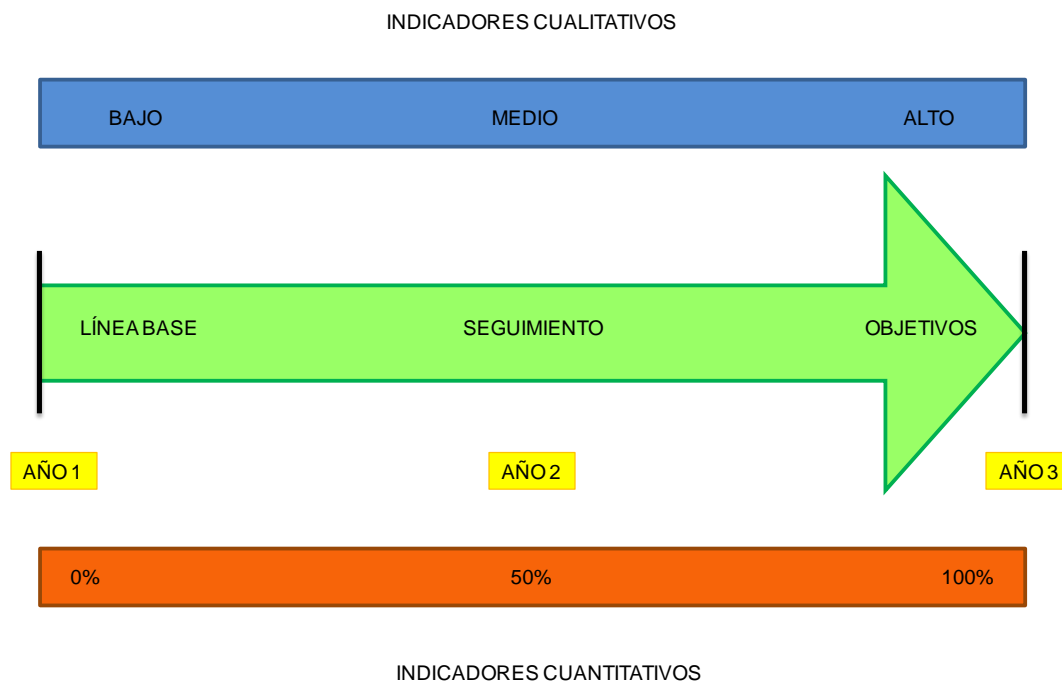 INDICADORES CUALITATIVOS
BAJO MEDIO ALTO
LÍNEA BASE SEGUIMIENTO OBJETIVOS
AÑO 1 AÑO 2 AÑO 3
0% 50% 100%
INDICADORES CUANTITATIVOS